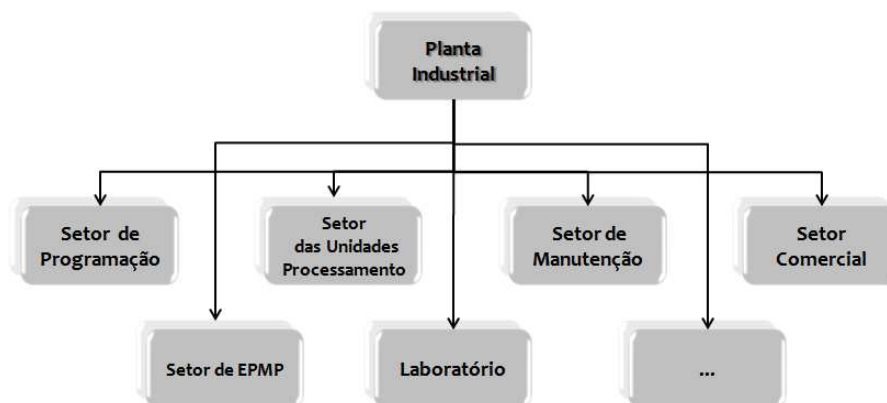 Planta
Industrial
Setor de
Programação
Setor
das Unidades
Processamento
Setor de
Manutenção
Setor
Comercial
Setor de EPMP
Laboratório
...